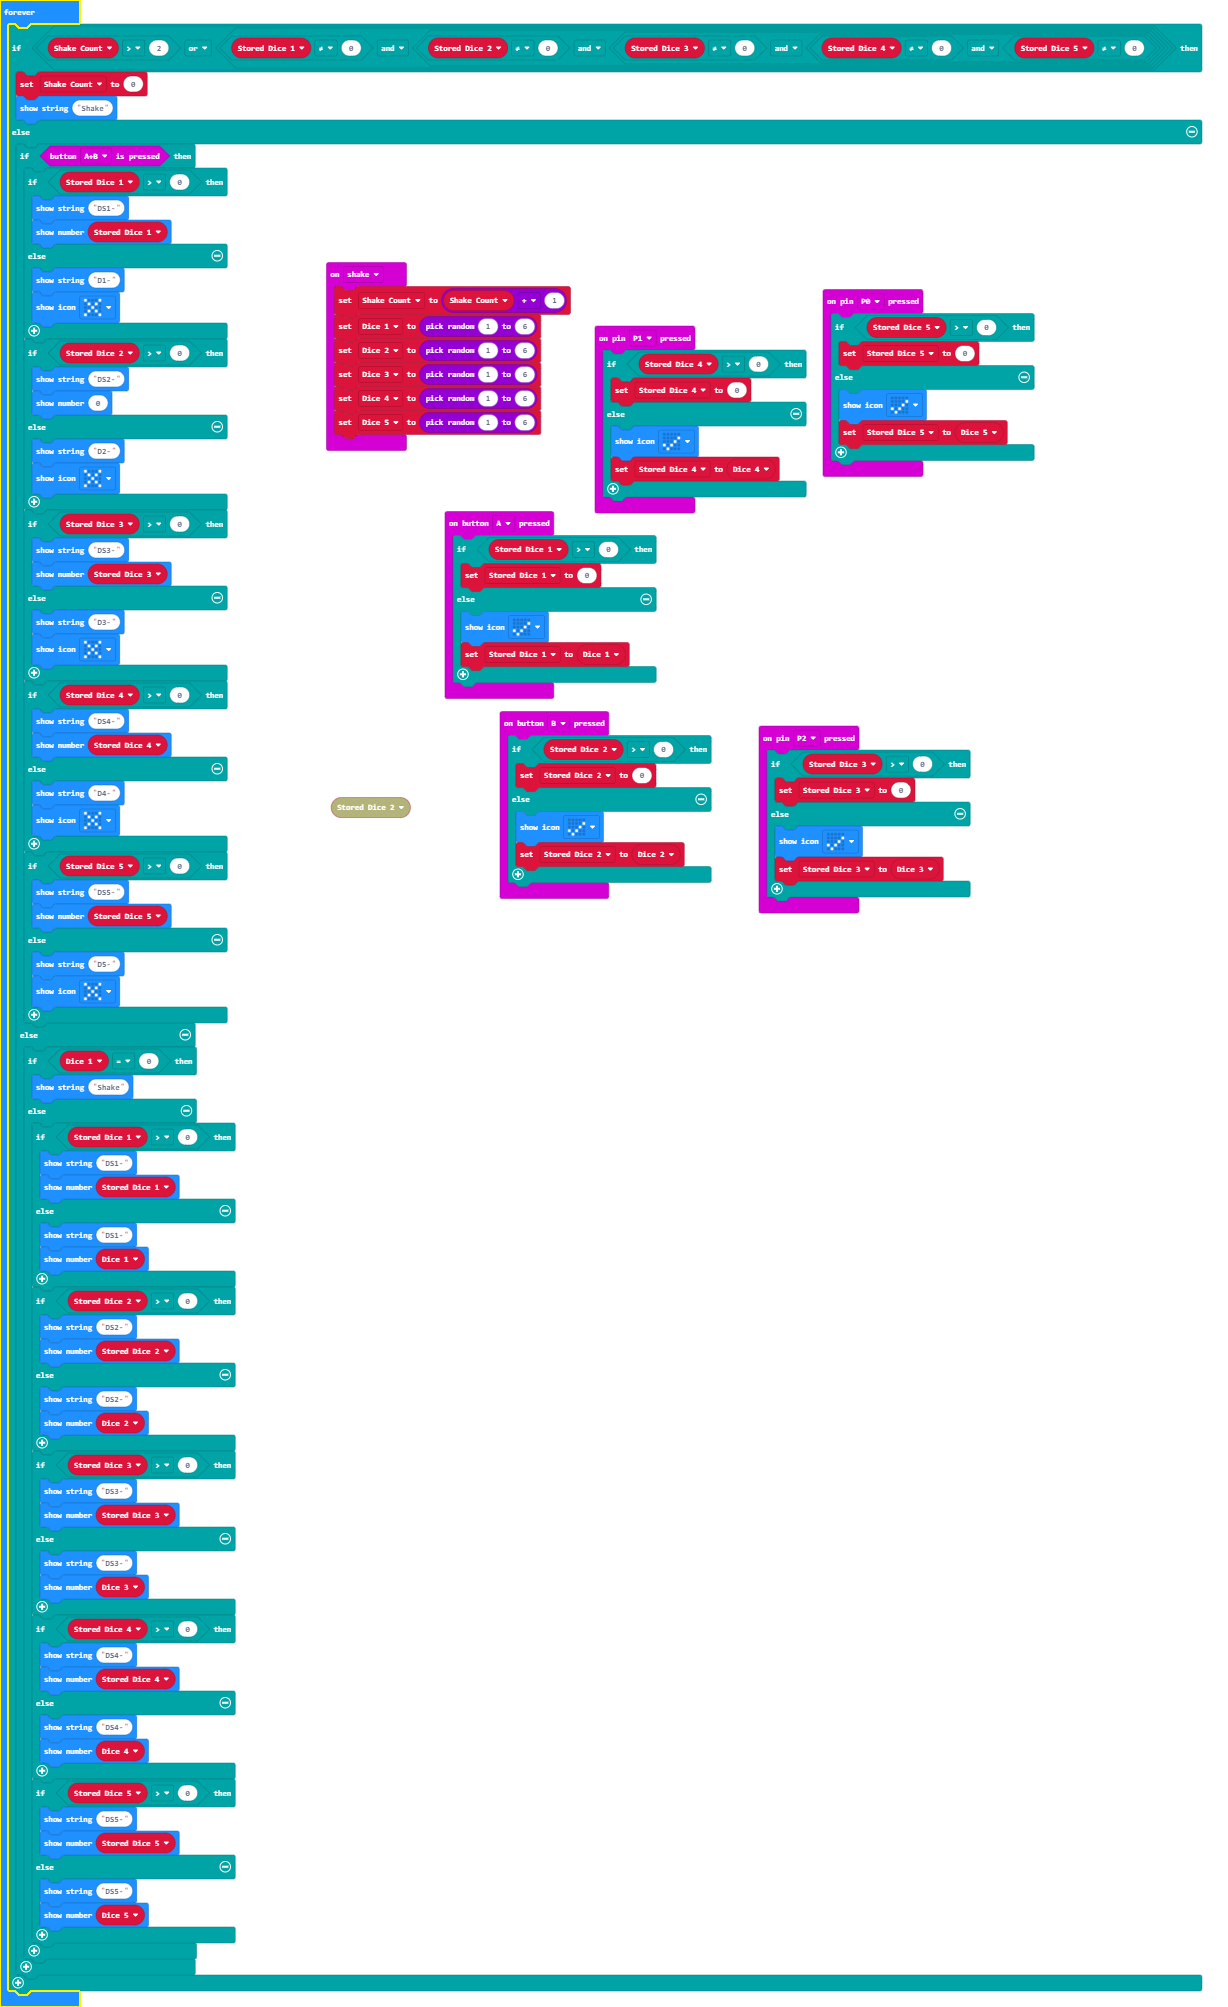 forever
if Shake Count > 2 or Stored Dice 1 ≠ 0 and Stored Dice 2 ≠ 0 and Stored Dice 3 ≠ 0 and Stored Dice 4 ≠ 0 and Stored Dice 5 ≠ 0 then
set Shake Count to 0
show string "Shake"
else
if button A+B is pressed then
if Stored Dice 1 > 0 then
show string "DS1-"
show number Stored Dice 1
else
show string "D1-"
show icon
if Stored Dice 2 > 0 then
show string "DS2-"
show number 0
else
show string "D2-"
show icon
if Stored Dice 3 > 0 then
show string "DS3-"
show number Stored Dice 3
else
show string "D3-"
show icon
if Stored Dice 4 > 0 then
show string "DS4-"
show number Stored Dice 4
else
show string "D4-"
show icon
if Stored Dice 5 > 0 then
show string "DS5-"
show number Stored Dice 5
else
show string "D5-"
show icon
else
if Dice 1 = 0 then
show string "Shake"
else
if Stored Dice 1 > 0 then
show string "DS1-"
show number Stored Dice 1
else
show string "DS1-"
show number Dice 1
if Stored Dice 2 > 0 then
show string "DS2-"
show number Stored Dice 2
else
show string "DS2-"
show number Dice 2
if Stored Dice 3 > 0 then
show string "DS3-"
show number Stored Dice 3
else
show string "DS3-"
show number Dice 3
if Stored Dice 4 > 0 then
show string "DS4-"
show number Stored Dice 4
else
show string "DS4-"
show number Dice 4
if Stored Dice 5 > 0 then
show string "DS5-"
show number Stored Dice 5
else
show string "DS5-"
show number Dice 5
on shake
set Shake Count to Shake Count + 1
set Dice 1 to pick random 1 to 6
set Dice 2 to pick random 1 to 6
set Dice 3 to pick random 1 to 6
set Dice 4 to pick random 1 to 6
set Dice 5 to pick random 1 to 6
on pin P1 pressed
if Stored Dice 4 > 0 then
set Stored Dice 4 to 0
else
show icon
set Stored Dice 4 to Dice 4
on pin P0 pressed
if Stored Dice 5 > 0 then
set Stored Dice 5 to 0
else
show icon
set Stored Dice 5 to Dice 5
on button A pressed
if Stored Dice 1 > 0 then
set Stored Dice 1 to 0
else
show icon
set Stored Dice 1 to Dice 1
on button B pressed
if Stored Dice 2 > 0 then
set Stored Dice 2 to 0
else
show icon
set Stored Dice 2 to Dice 2
on pin P2 pressed
if Stored Dice 3 > 0 then
set Stored Dice 3 to 0
else
show icon
set Stored Dice 3 to Dice 3
Stored Dice 2